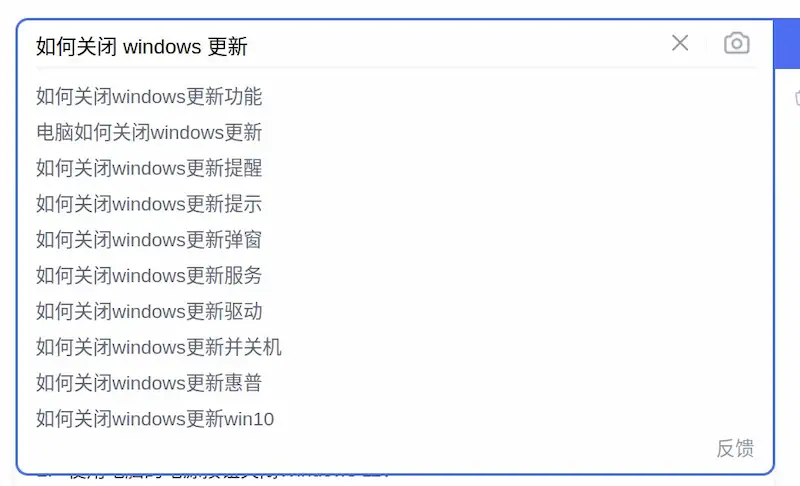 如何关闭 windows 更新
如何关闭windows更新功能
电脑如何关闭windows更新
如何关闭windows更新提醒
如何关闭windows更新提示
如何关闭windows更新弹窗
如何关闭windows更新服务
如何关闭windows更新驱动
如何关闭windows更新并关机
如何关闭windows更新惠普
如何关闭windows更新win10
反馈